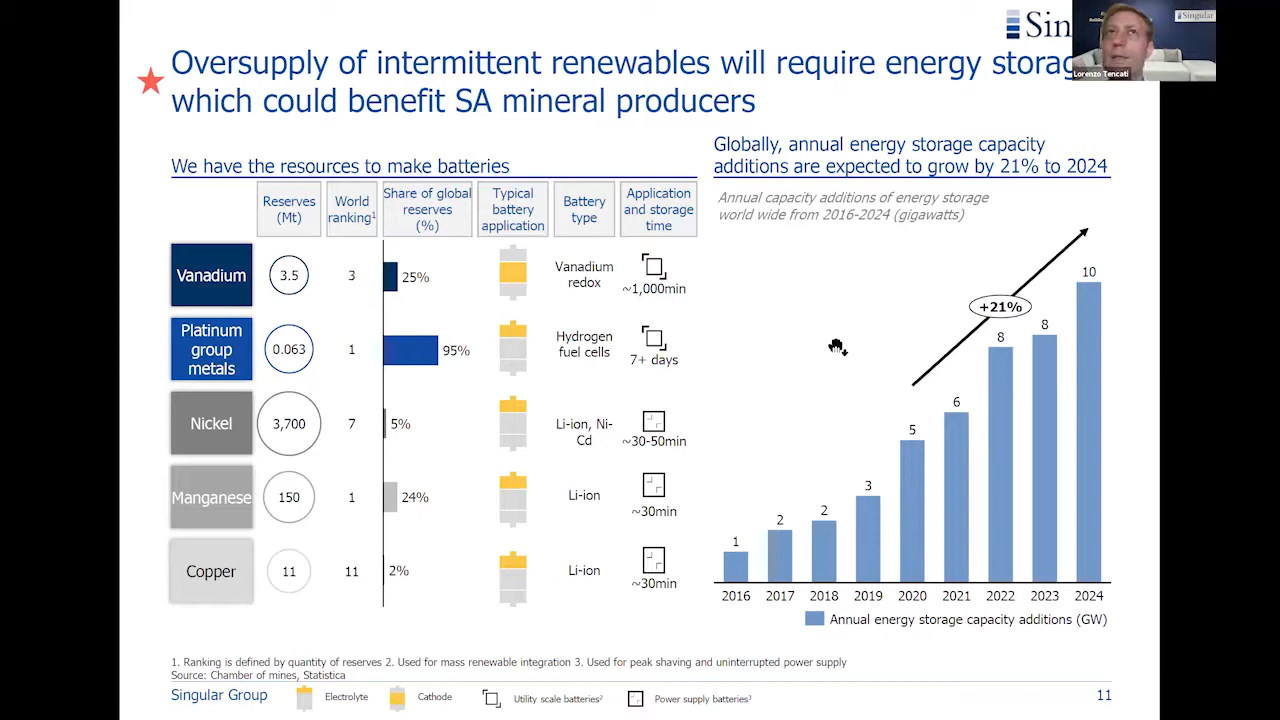 Sin
Singular
Lorenzo Tencati
Oversupply of intermittent renewables will require energy storag
which could benefit SA mineral producers
We have the resources to make batteries
Reserves (Mt)
World ranking1
Share of global reserves (%)
Typical battery application
Battery type
Application and storage time
Vanadium
3.5
3
25%
Vanadium redox
~1,000min
Platinum group metals
0.063
1
95%
Hydrogen fuel cells
7+ days
Nickel
3,700
7
5%
Li-ion, Ni-Cd
~30-50min
Manganese
150
1
24%
Li-ion
~30min
Copper
11
11
2%
Li-ion
~30min
Globally, annual energy storage capacity
additions are expected to grow by 21% to 2024
Annual capacity additions of energy storage
world wide from 2016-2024 (gigawatts)
+21%
1
2
2
3
5
6
8
8
10
2016 2017 2018 2019 2020 2021 2022 2023 2024
Annual energy storage capacity additions (GW)
1. Ranking is defined by quantity of reserves 2. Used for mass renewable integration 3. Used for peak shaving and uninterrupted power supply
Source: Chamber of mines, Statistica
Singular Group
Electrolyte
Cathode
Utility scale batteries2
Power supply batteries3
11